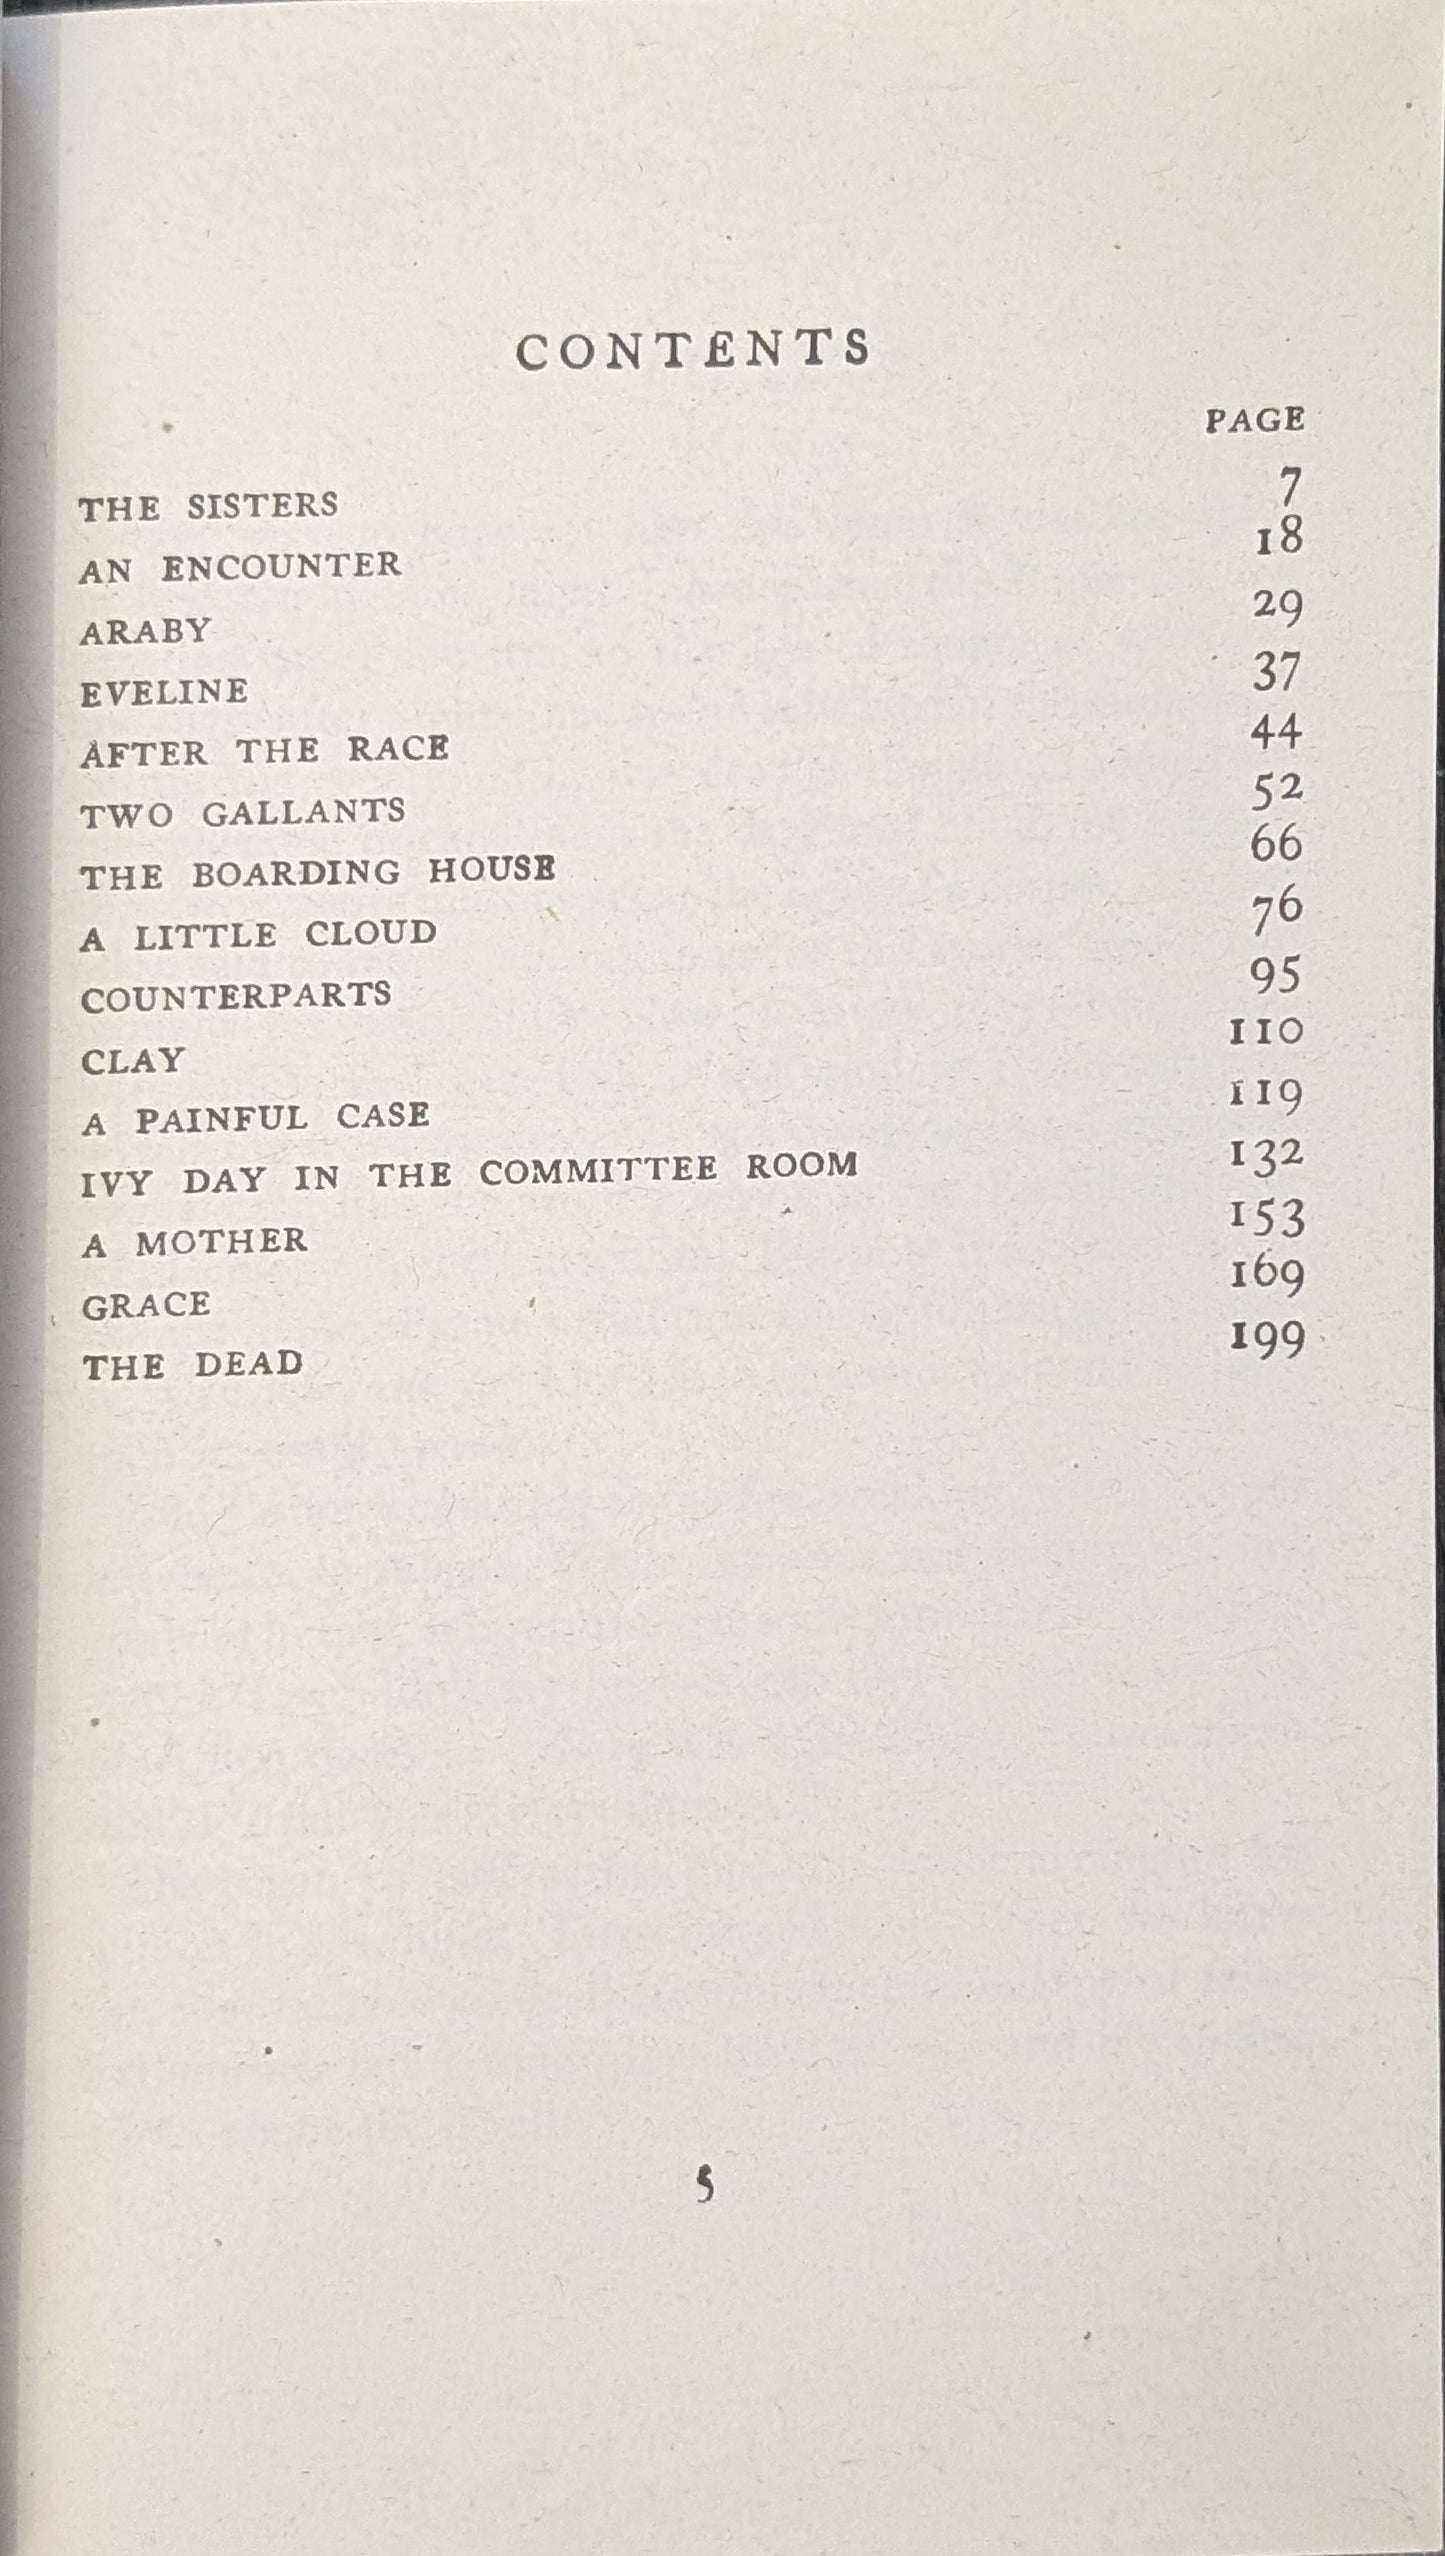 CONTENTS
PAGE
THE SISTERS 7
AN ENCOUNTER 18
ARABY 29
EVELINE 37
AFTER THE RACE 44
TWO GALLANTS 52
THE BOARDING HOUSE 66
A LITTLE CLOUD 76
COUNTERPARTS 95
CLAY 110
A PAINFUL CASE 119
IVY DAY IN THE COMMITTEE ROOM 132
A MOTHER 153
GRACE 169
THE DEAD 199
5